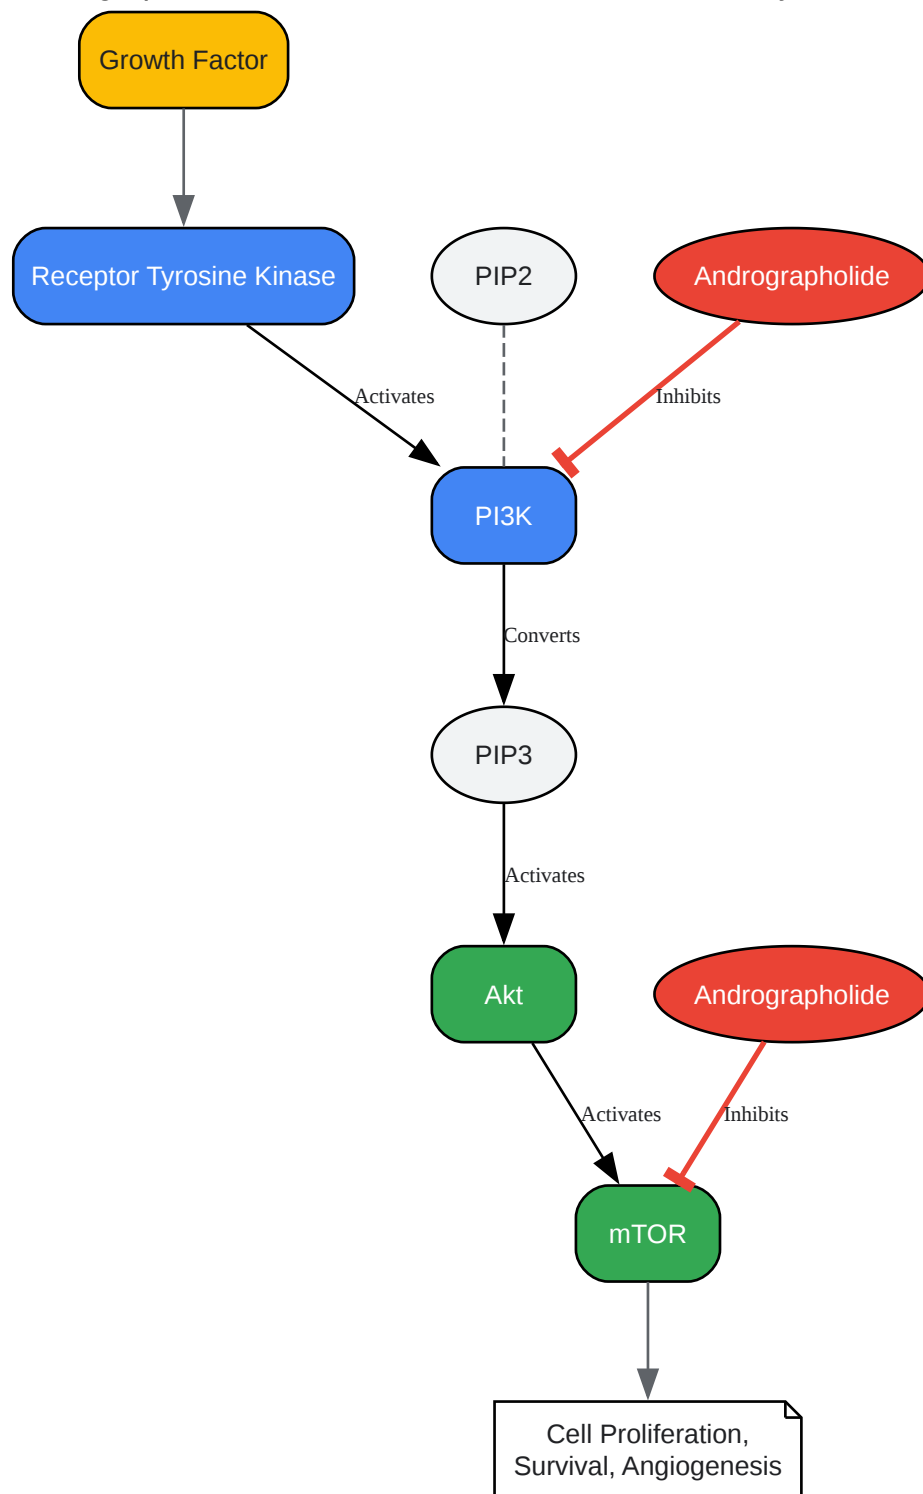 Growth Factor
Receptor Tyrosine Kinase
PIP2
Andrographolide
Activates
Inhibits
PI3K
Converts
PIP3
Activates
Akt
Andrographolide
Activates
Inhibits
mTOR
Cell Proliferation,
Survival, Angiogenesis